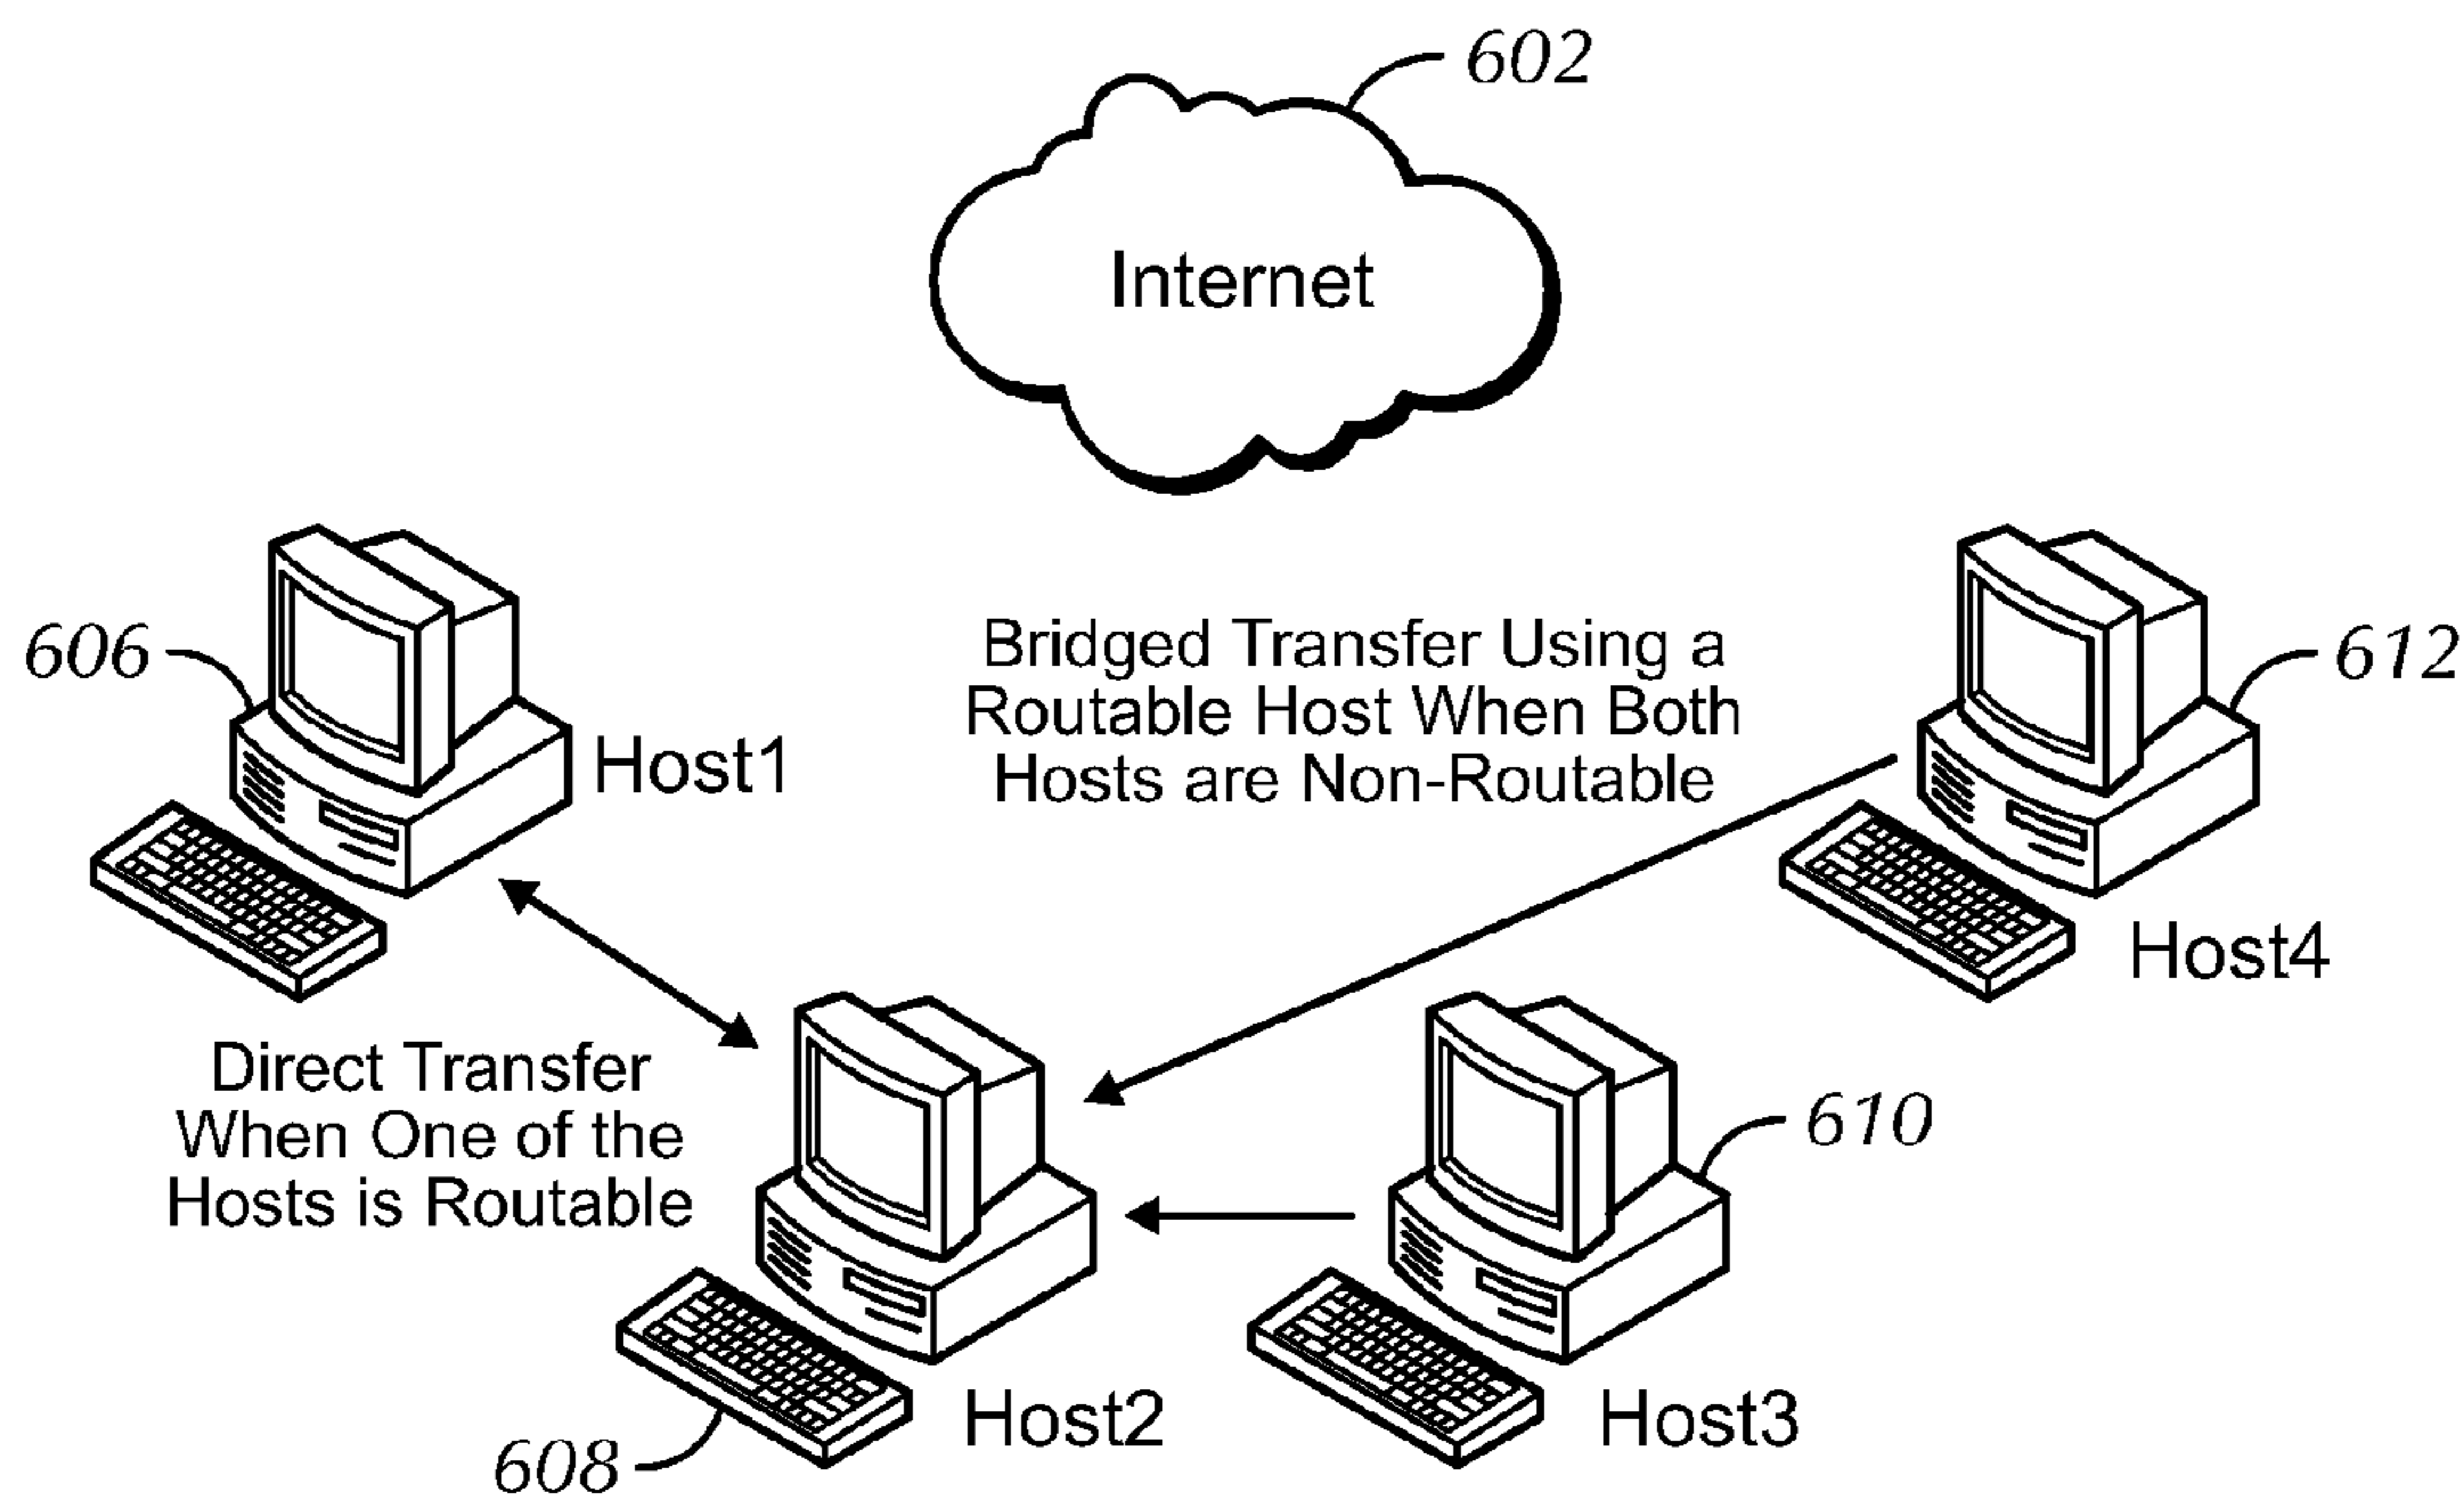 602
Internet
606
Host1
Bridged Transfer Using a
Routable Host When Both
Hosts are Non-Routable
612
Host4
Direct Transfer
When One of the
Hosts is Routable
610
608
Host2
Host3